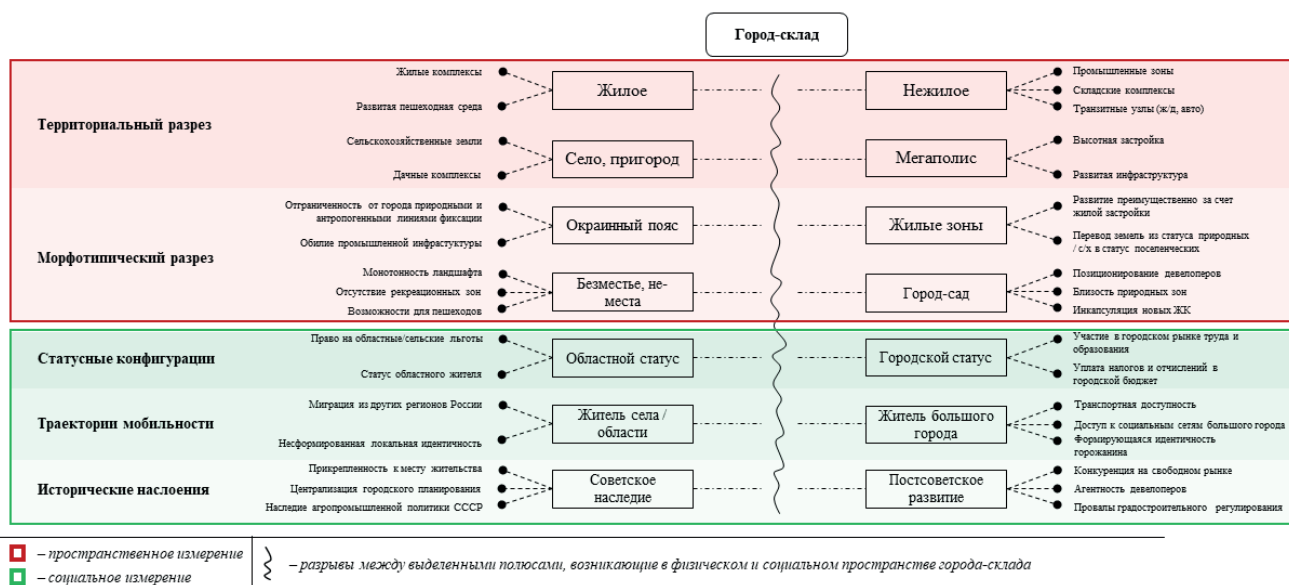 Город-склад
Территориальный разрез
Жилые комплексы
Развитая пешеходная среда
Жилое
Нежилое
Промышленные зоны
Складские комплексы
Транзитные узлы (ж/д, авто)
Сельскохозяйственные земли
Дачные комплексы
Село, пригород
Мегаполис
Высотная застройка
Развитая инфраструктура
Морфотипический разрез
Отграниченность от города природными и
антропогенными линиями фиксации
Обилие промышленной инфрастуктуры
Окраинный пояс
Жилые зоны
Развитие преимущественно за счет
жилой застройки
Перевод земель из статуса природных
/ с/х в статус поселенческих
Монотонность ландшафта
Отсутствие рекреационных зон
Возможности для пешеходов
Безместье, не-
места
Город-сад
Позиционирование девелоперов
Близость природных зон
Инкапсуляция новых ЖК
Статусные конфигурации
Право на областные/сельские льготы
Статус областного жителя
Областной статус
Городской статус
Участие в городском рынке труда и
образования
Уплата налогов и отчислений в
городской бюджет
Траектории мобильности
Миграция из других регионов России
Несформированная локальная идентичность
Житель села /
области
Житель большого
города
Транспортная доступность
Доступ к социальным сетям большого города
Формирующаяся идентичность
горожанина
Исторические наслоения
Прикрепленность к месту жительства
Централизация городского планирования
Наследие агропромышленной политики СССР
Советское
наследие
Постсоветское
развитие
Конкуренция на свободном рынке
Агентность девелоперов
Провалы градостроительного регулирования
– пространственное измерение
– социальное измерение
– разрывы между выделенными полюсами, возникающие в физическом и социальном пространстве города-склада